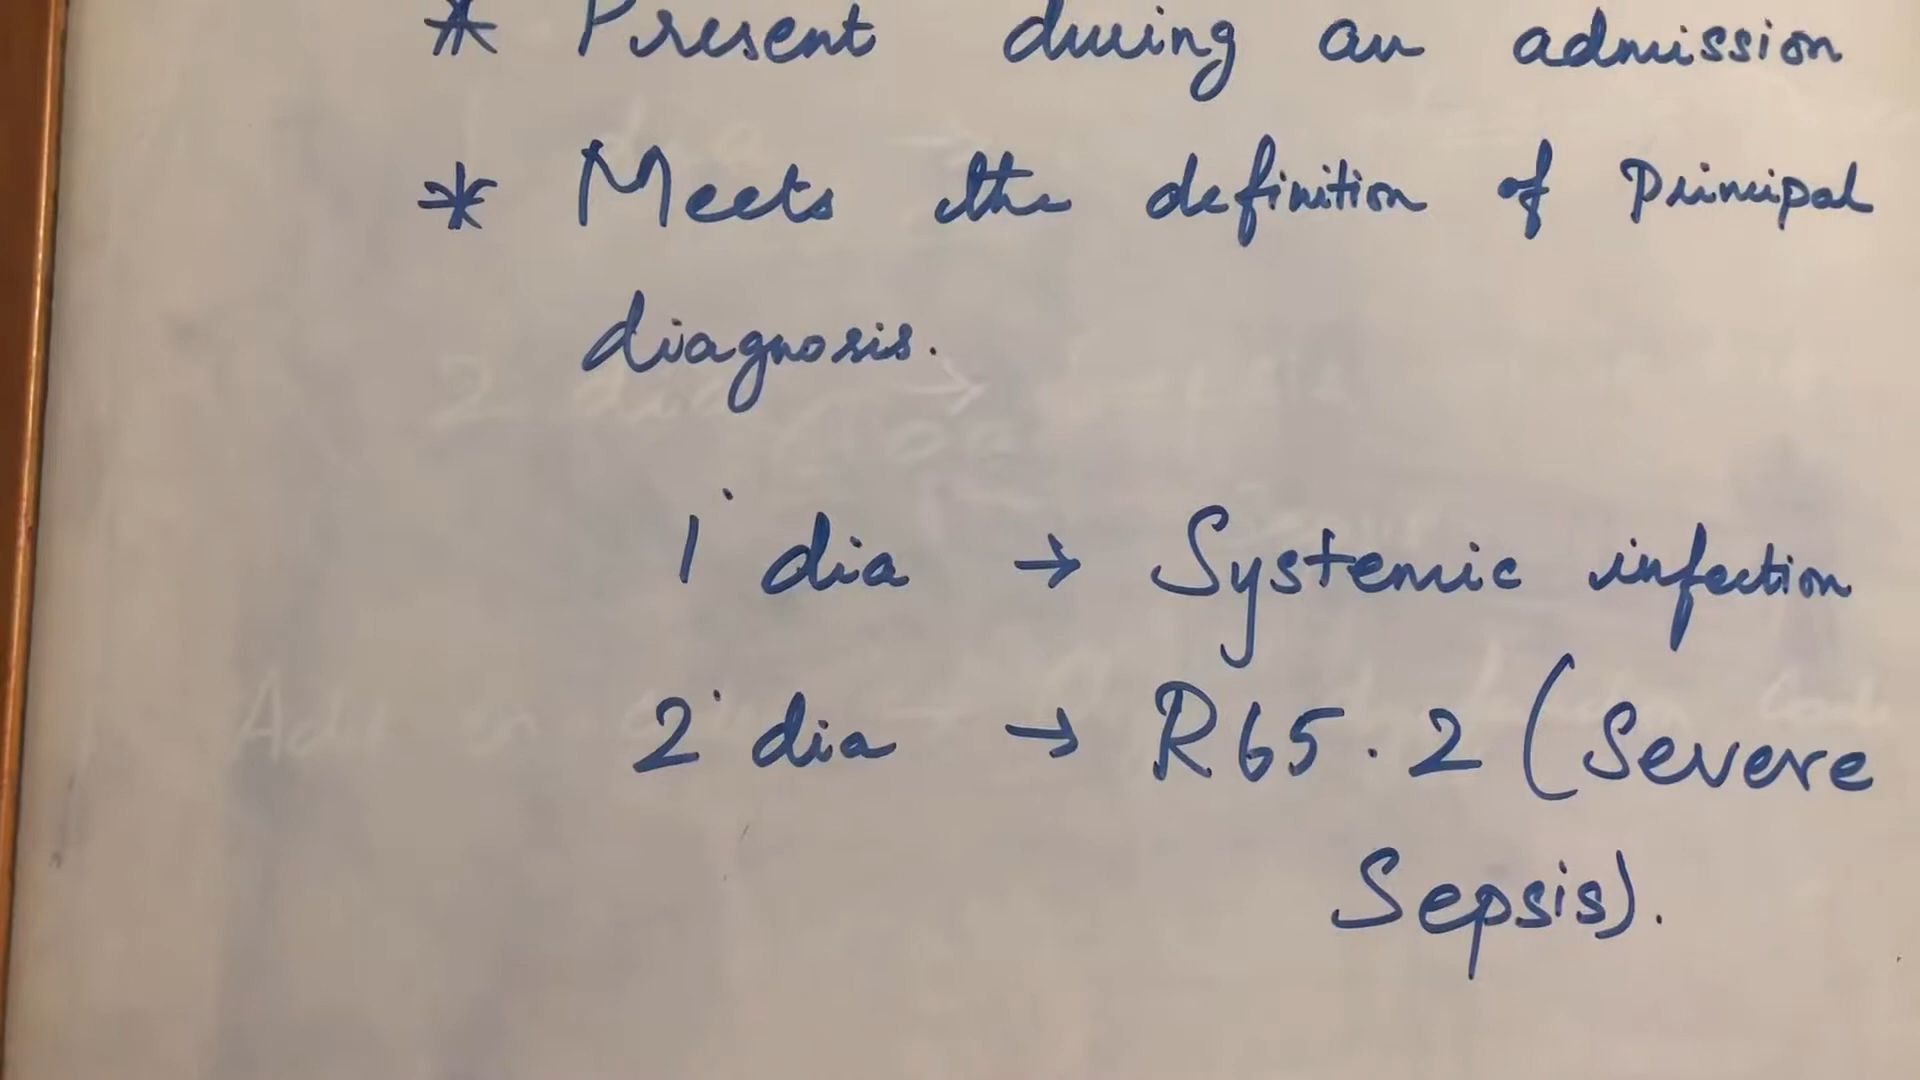 * Present during an admission
* Meets the definition of Principal
diagnosis.
1° dia → Systemic infection
2° dia → R65.2 (Severe
Sepsis).